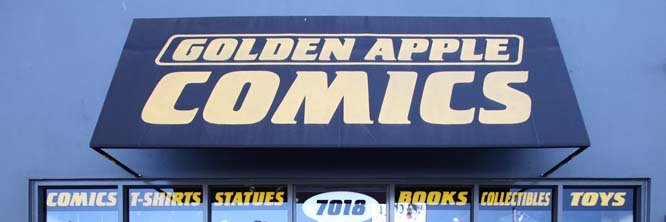 GOLDEN APPLE
COMICS
COMICS T-SHIRTS STATUES 7018 BOOKS COLLECTIBLES TOYS